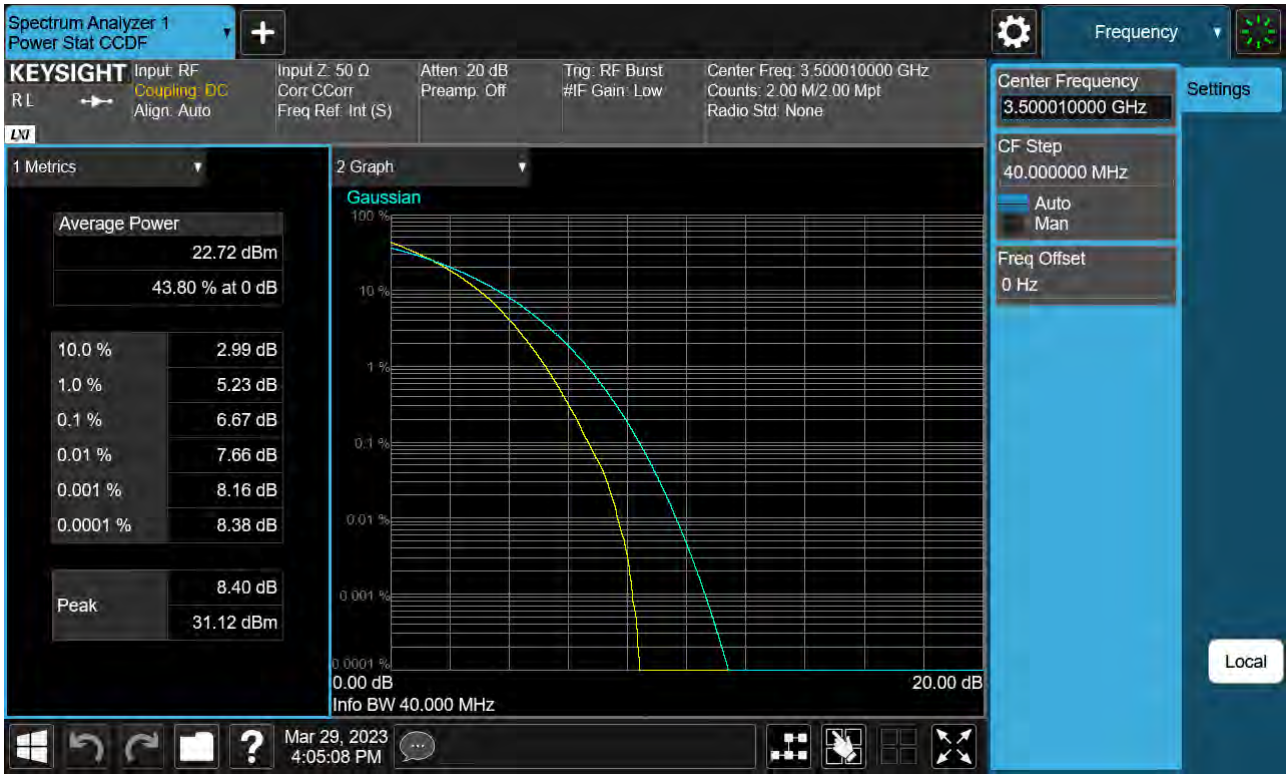 Spectrum Analyzer 1
Power Stat CCDF
+
Frequency
KEYSIGHT
RL
LXI
Input: RF
Coupling: DC
Align: Auto
Input Z: 50 Ω
Corr CCorr
Freq Ref: Int (S)
Atten: 20 dB
Preamp: Off
Trig: RF Burst
#IF Gain: Low
Center Freq: 3.500010000 GHz
Counts: 2.00 M/2.00 Mpt
Radio Std: None
1 Metrics
Average Power
22.72 dBm
43.80 % at 0 dB
10.0 % 2.99 dB
1.0 % 5.23 dB
0.1 % 6.67 dB
0.01 % 7.66 dB
0.001 % 8.16 dB
0.0001 % 8.38 dB
Peak
8.40 dB
31.12 dBm
2 Graph
Gaussian
100 %
10 %
1 %
0.1 %
0.01 %
0.001 %
0.0001 %
0.00 dB 20.00 dB
Info BW 40.000 MHz
Center Frequency
3.500010000 GHz
CF Step
40.000000 MHz
Auto
Man
Freq Offset
0 Hz
Settings
Local
?
Mar 29, 2023
4:05:08 PM